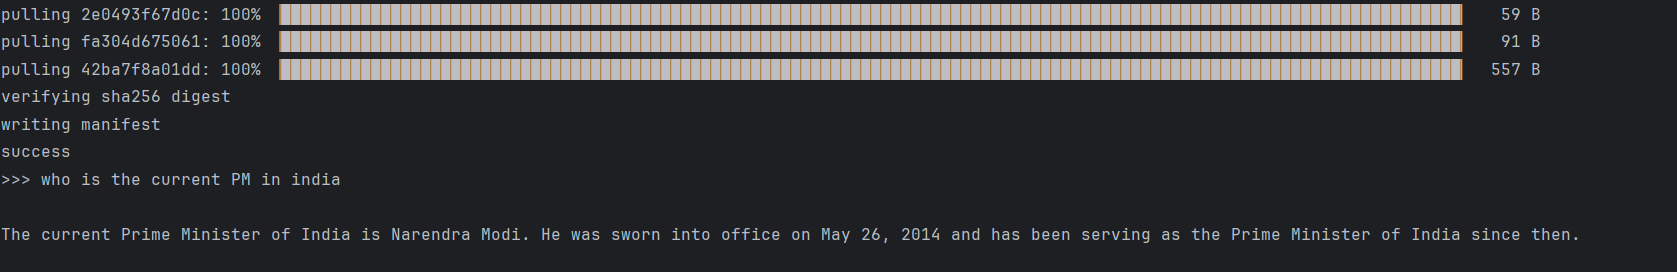 pulling 2e0493f67d0c: 100% 59 B
pulling fa304d675061: 100% 91 B
pulling 42ba7f8a01dd: 100% 557 B
verifying sha256 digest
writing manifest
success
>>> who is the current PM in india
The current Prime Minister of India is Narendra Modi. He was sworn into office on May 26, 2014 and has been serving as the Prime Minister of India since then.